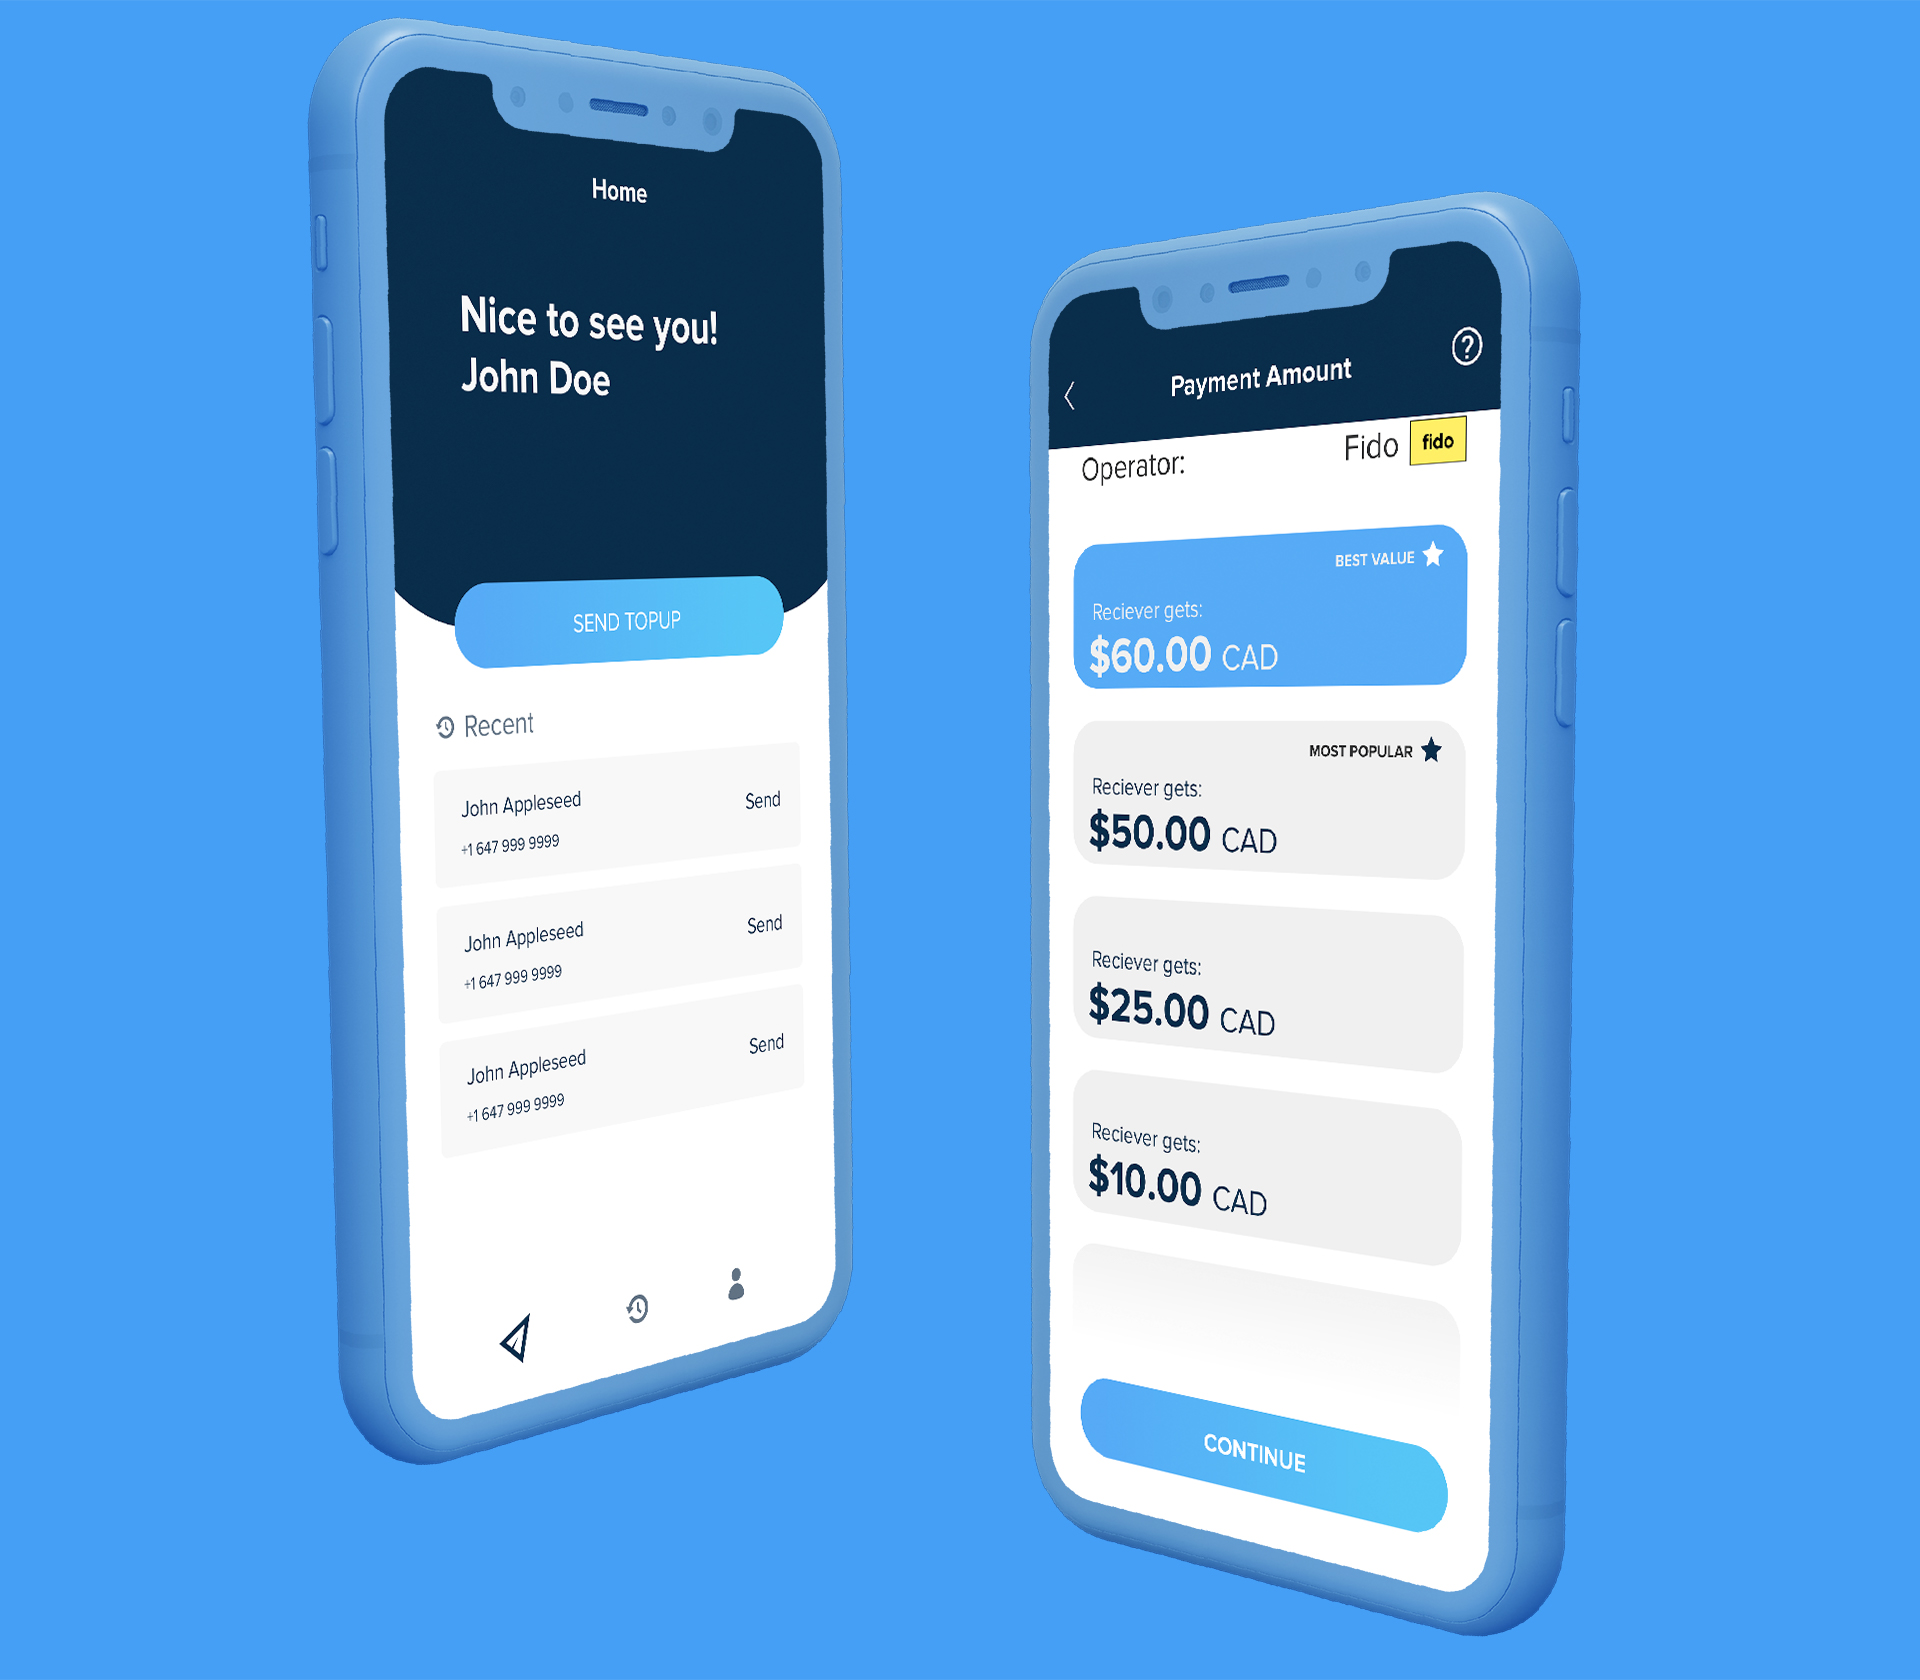 Home
Nice to see you!
John Doe
SEND TOPUP
Recent
John Appleseed
Send
+1 647 999 9999
John Appleseed
Send
+1 647 999 9999
John Appleseed
Send
+1 647 999 9999
Payment Amount
?
Operator:
Fido
fido
BEST VALUE
Reciever gets:
$60.00 CAD
MOST POPULAR
Reciever gets:
$50.00 CAD
Reciever gets:
$25.00 CAD
Reciever gets:
$10.00 CAD
CONTINUE